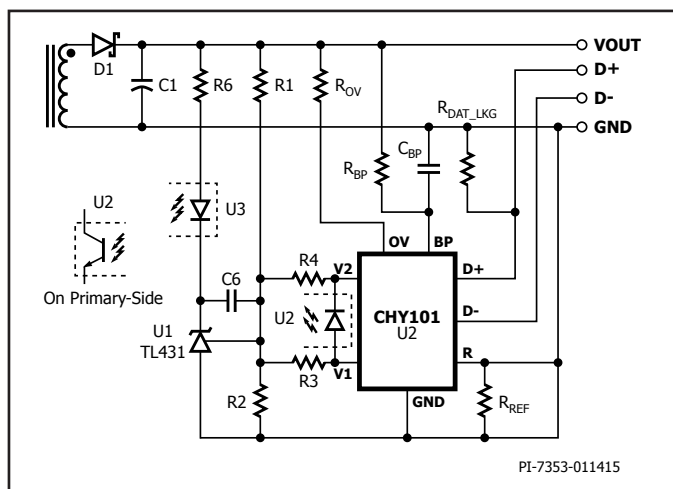 VOUT
D+
D-
GND
D1
C1
R6
R1
ROV
RBP
CBP
RDAT_LKG
U2
On Primary-Side
U3
OV
BP
R4
V2
D+
C6
U2
CHY101
U2
D-
U1
TL431
R3
V1
R
R2
GND
RREF
PI-7353-011415